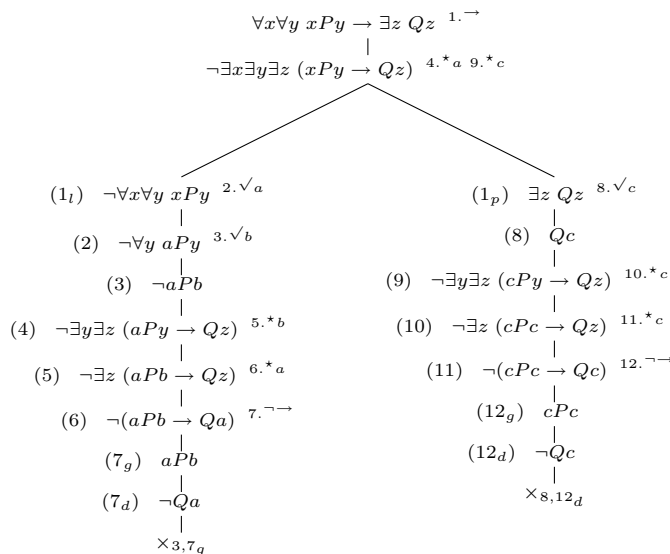 ∀x∀y xPy → ∃z Qz 1.→
¬∃x∃y∃z (xPy → Qz) 4.⋆a 9.⋆c
(1l) ¬∀x∀y xPy 2.√a
(2) ¬∀y aPy 3.√b
(3) ¬aPb
(4) ¬∃y∃z (aPy → Qz) 5.⋆b
(5) ¬∃z (aPb → Qz) 6.⋆a
(6) ¬(aPb → Qa) 7.¬→
(7g) aPb
(7d) ¬Qa
×3,7g
(1p) ∃z Qz 8.√c
(8) Qc
(9) ¬∃y∃z (cPy → Qz) 10.⋆c
(10) ¬∃z (cPc → Qz) 11.⋆c
(11) ¬(cPc → Qc) 12.¬→
(12g) cPc
(12d) ¬Qc
×8,12d